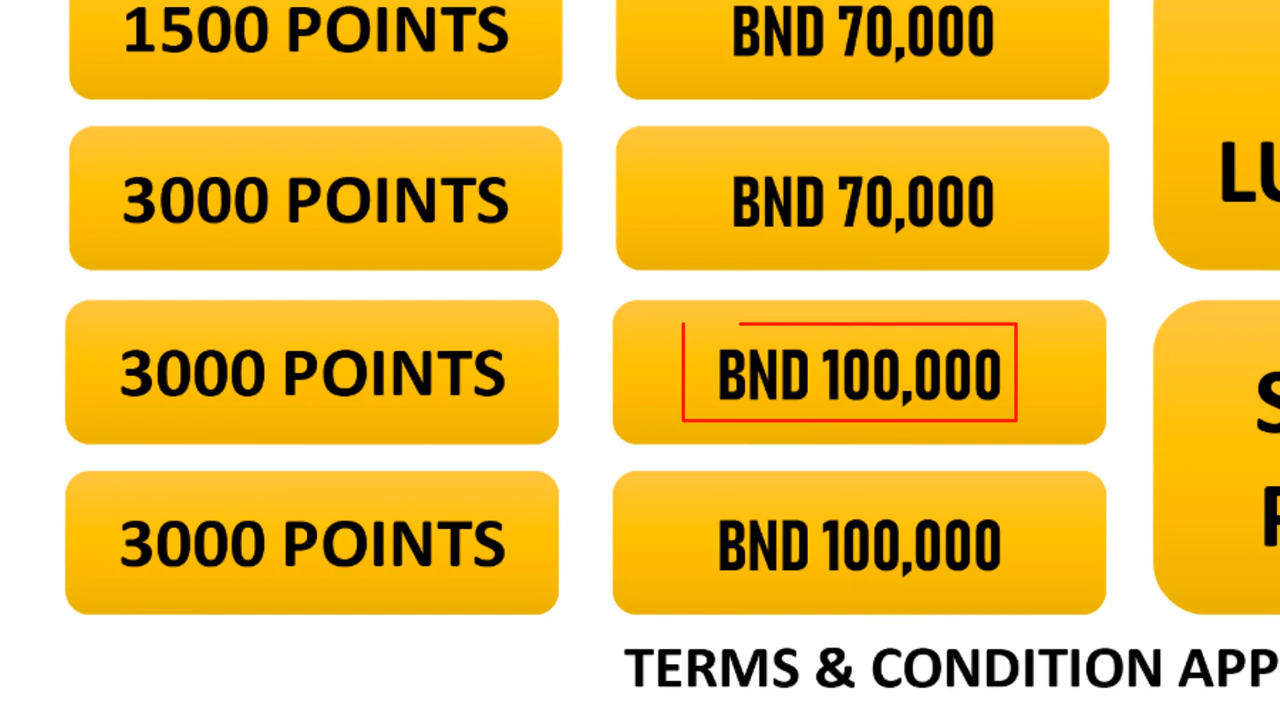 1500 POINTS BND 70,000
3000 POINTS BND 70,000
LU
3000 POINTS BND 100,000
S
3000 POINTS BND 100,000
TERMS & CONDITION APP